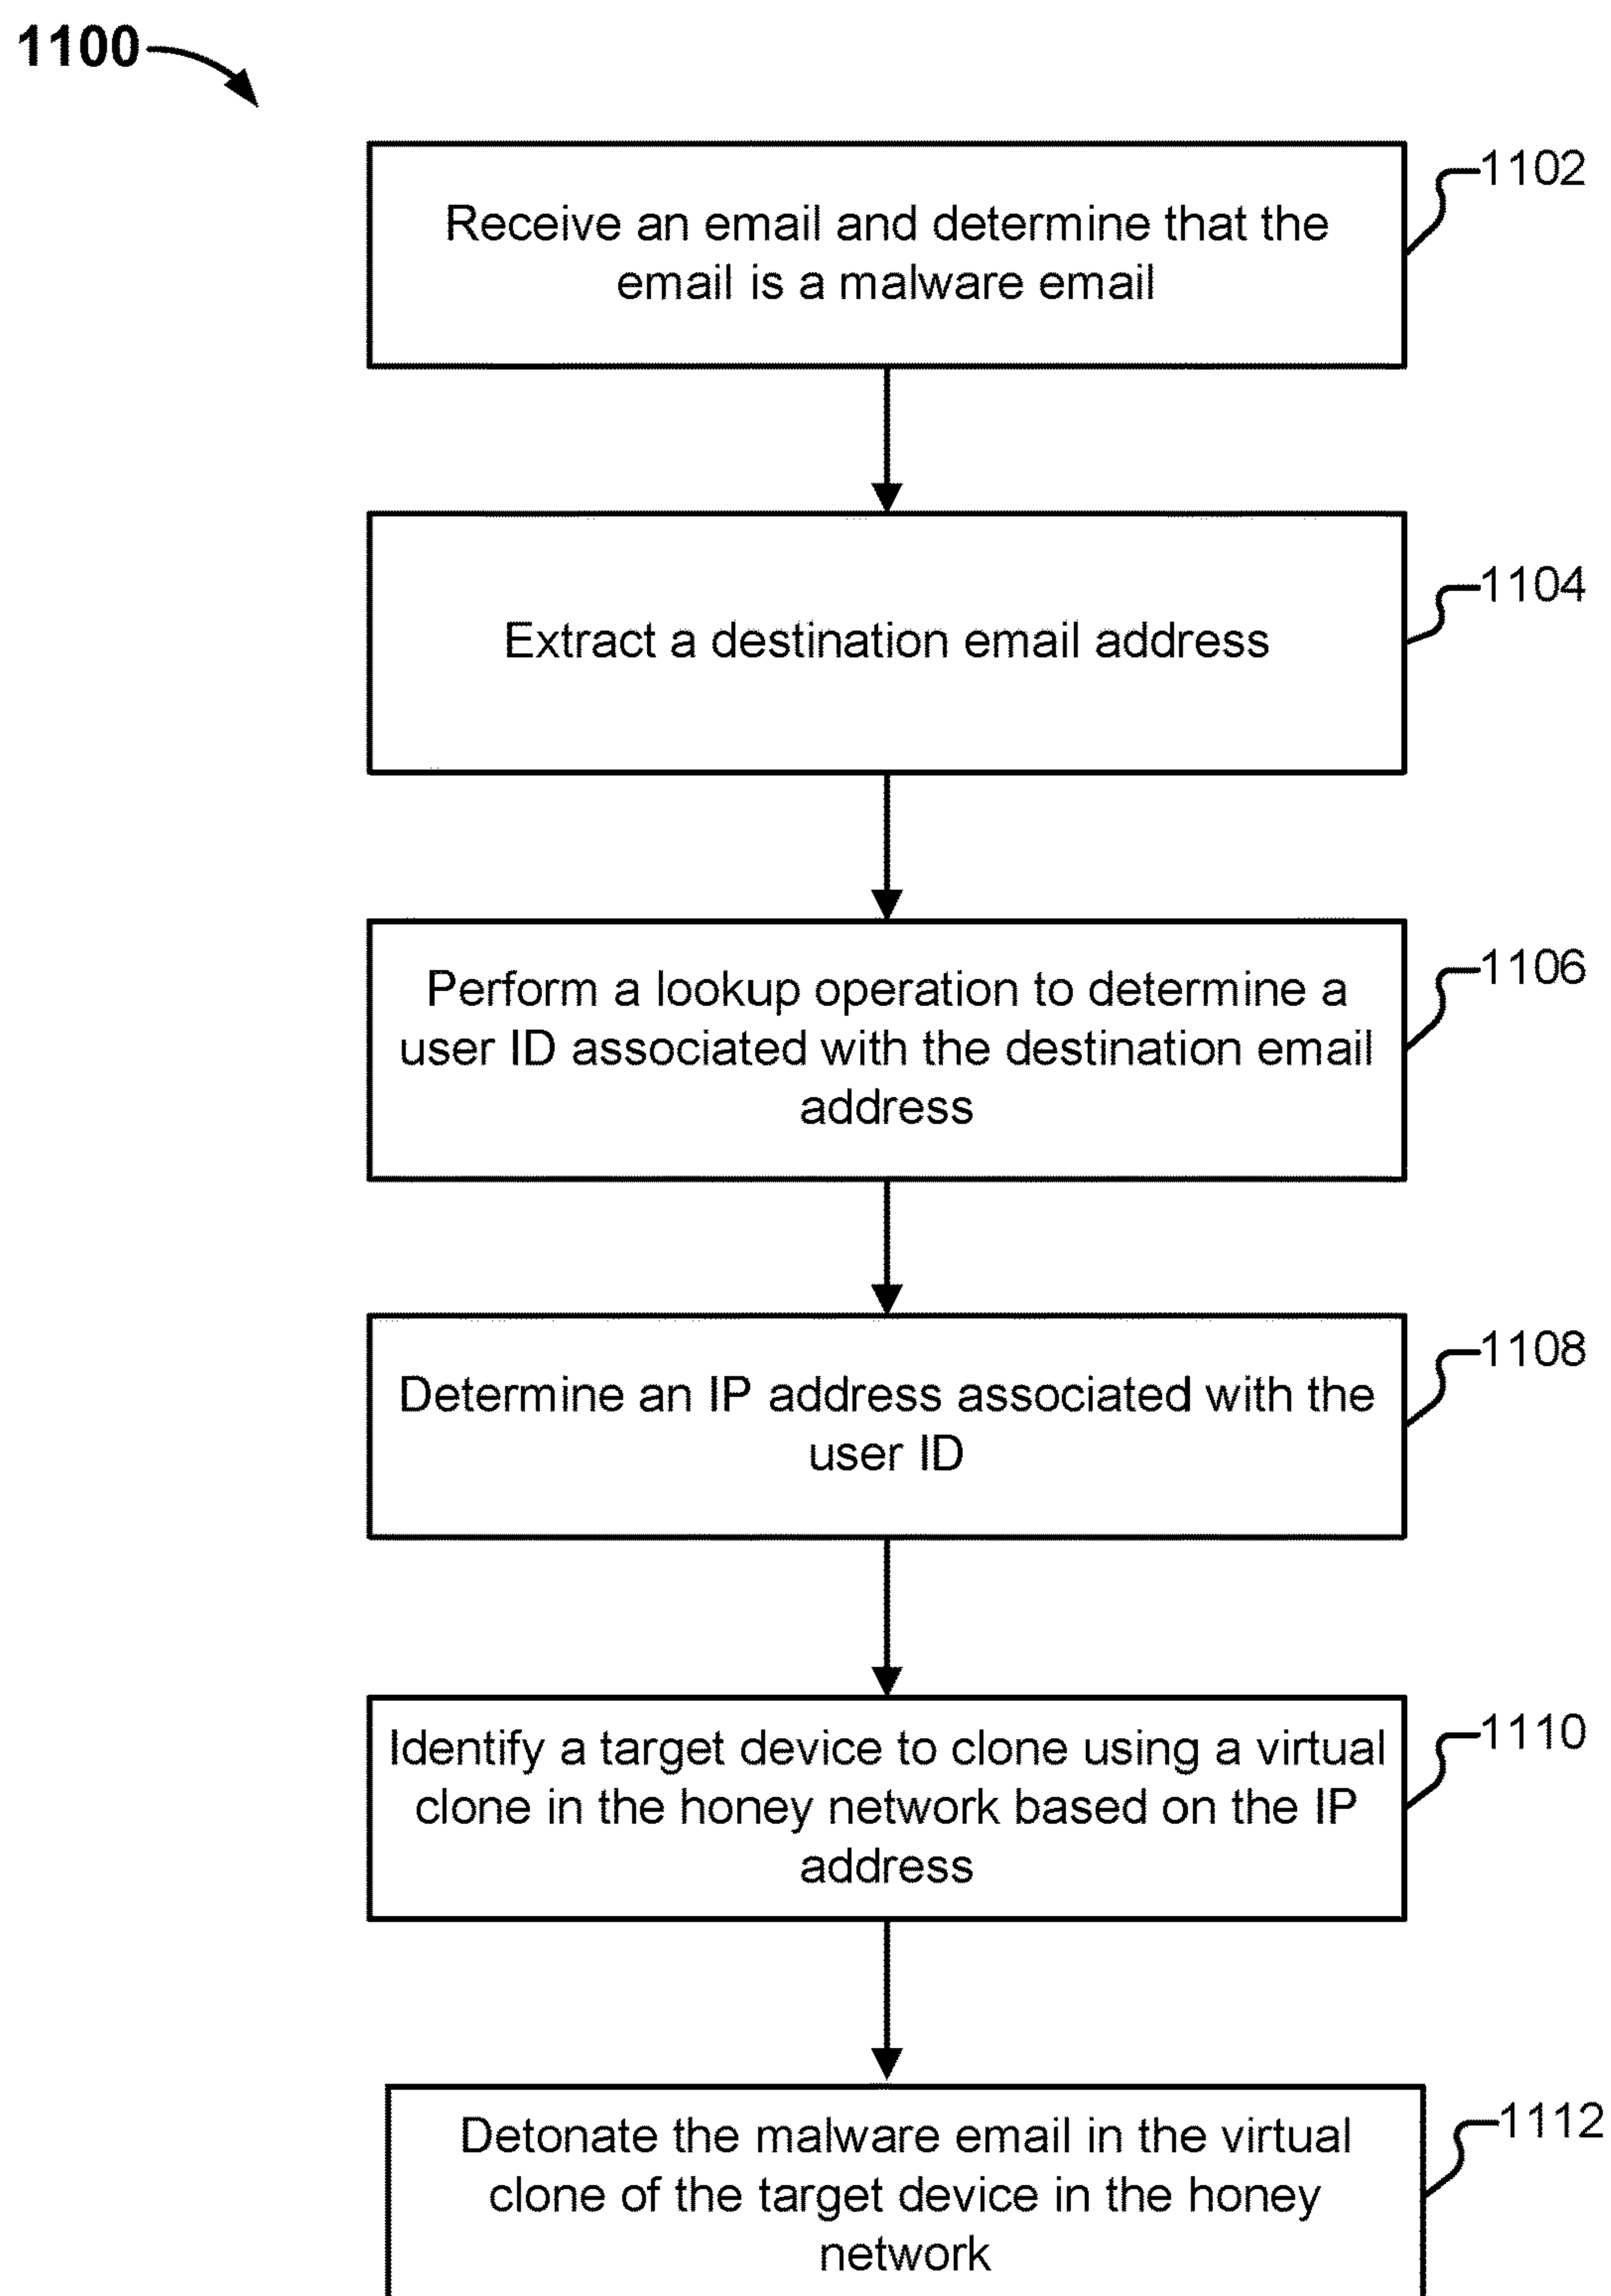 1100
Receive an email and determine that the
email is a malware email
1102
Extract a destination email address
1104
Perform a lookup operation to determine a
user ID associated with the destination email
address
1106
Determine an IP address associated with the
user ID
1108
Identify a target device to clone using a virtual
clone in the honey network based on the IP
address
1110
Detonate the malware email in the virtual
clone of the target device in the honey
network
1112